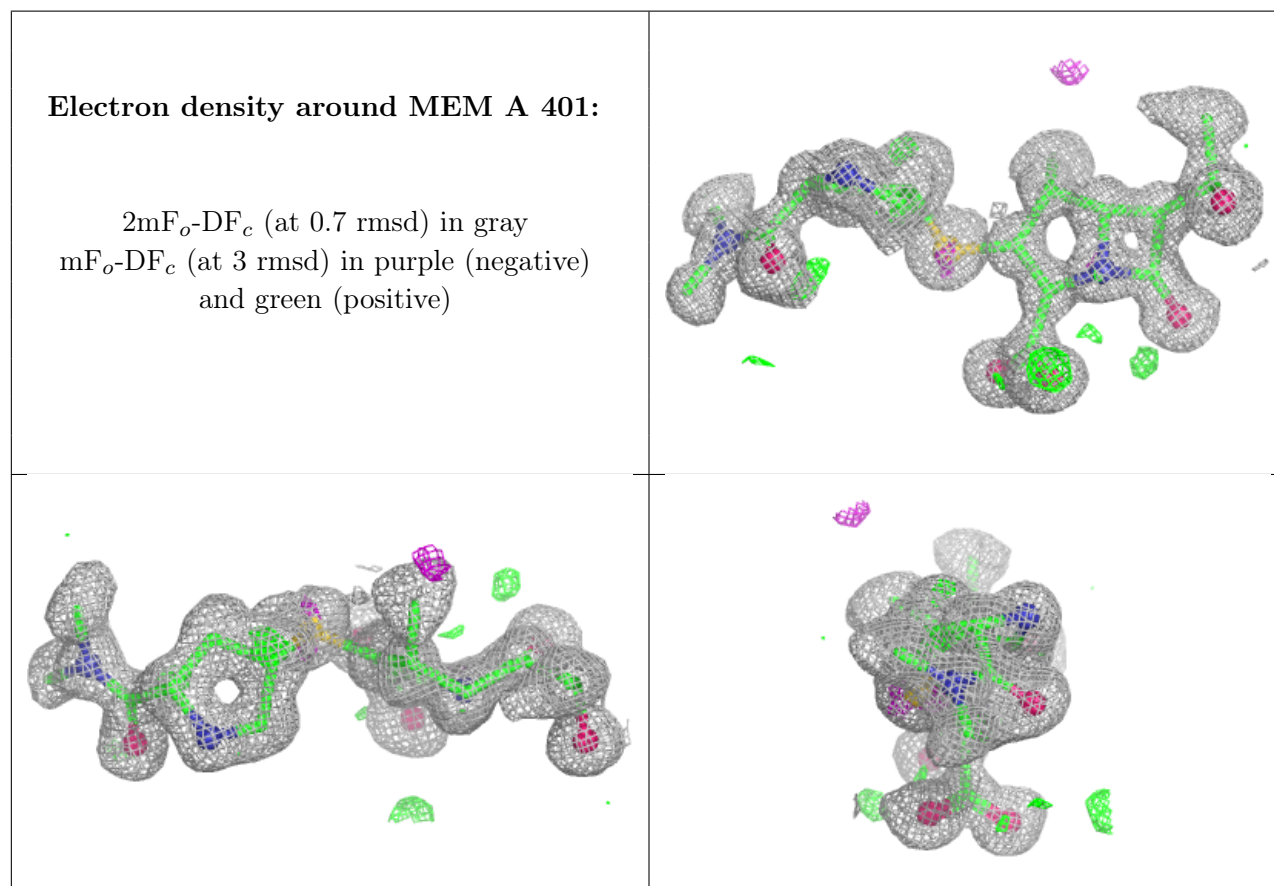 Electron density around MEM A 401:
2mFo-DFc (at 0.7 rmsd) in gray
mFo-DFc (at 3 rmsd) in purple (negative)
and green (positive)